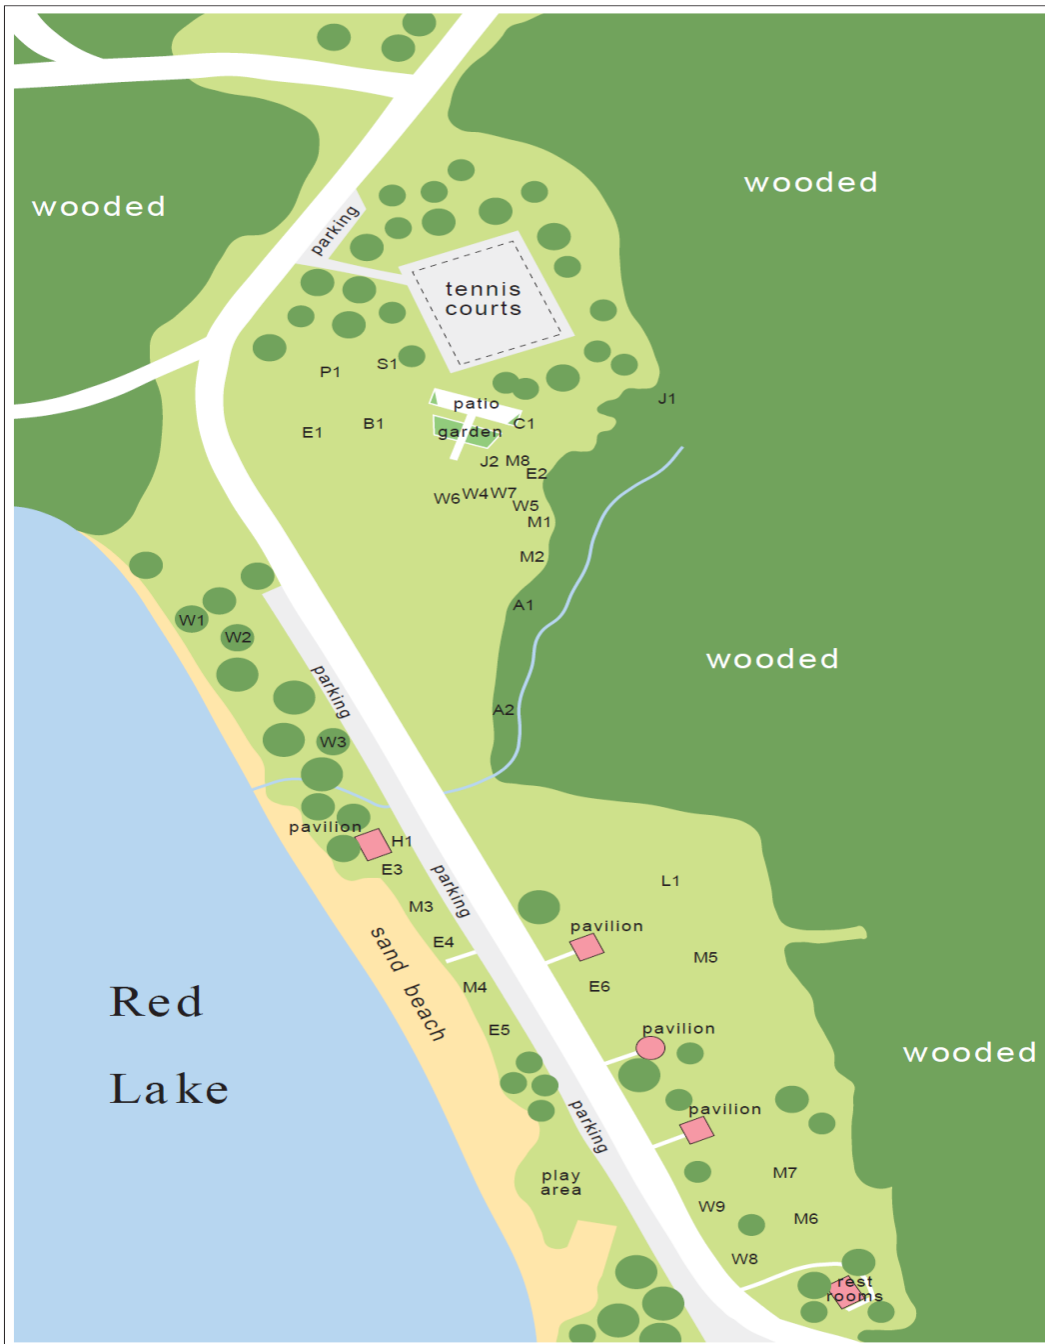 wooded
wooded
parking
tennis
courts
S1
P1
J1
patio
B1
C1
E1
garden
J2
M8
E2
W6
W4
W7
W5
M1
M2
A1
W1
W2
wooded
parking
A2
W3
pavilion
H1
E3
L1
parking
M3
pavilion
sand beach
E4
M5
M4
E6
Red
Lake
E5
pavilion
wooded
pavilion
parking
play
area
M7
W9
M6
W8
rest
rooms